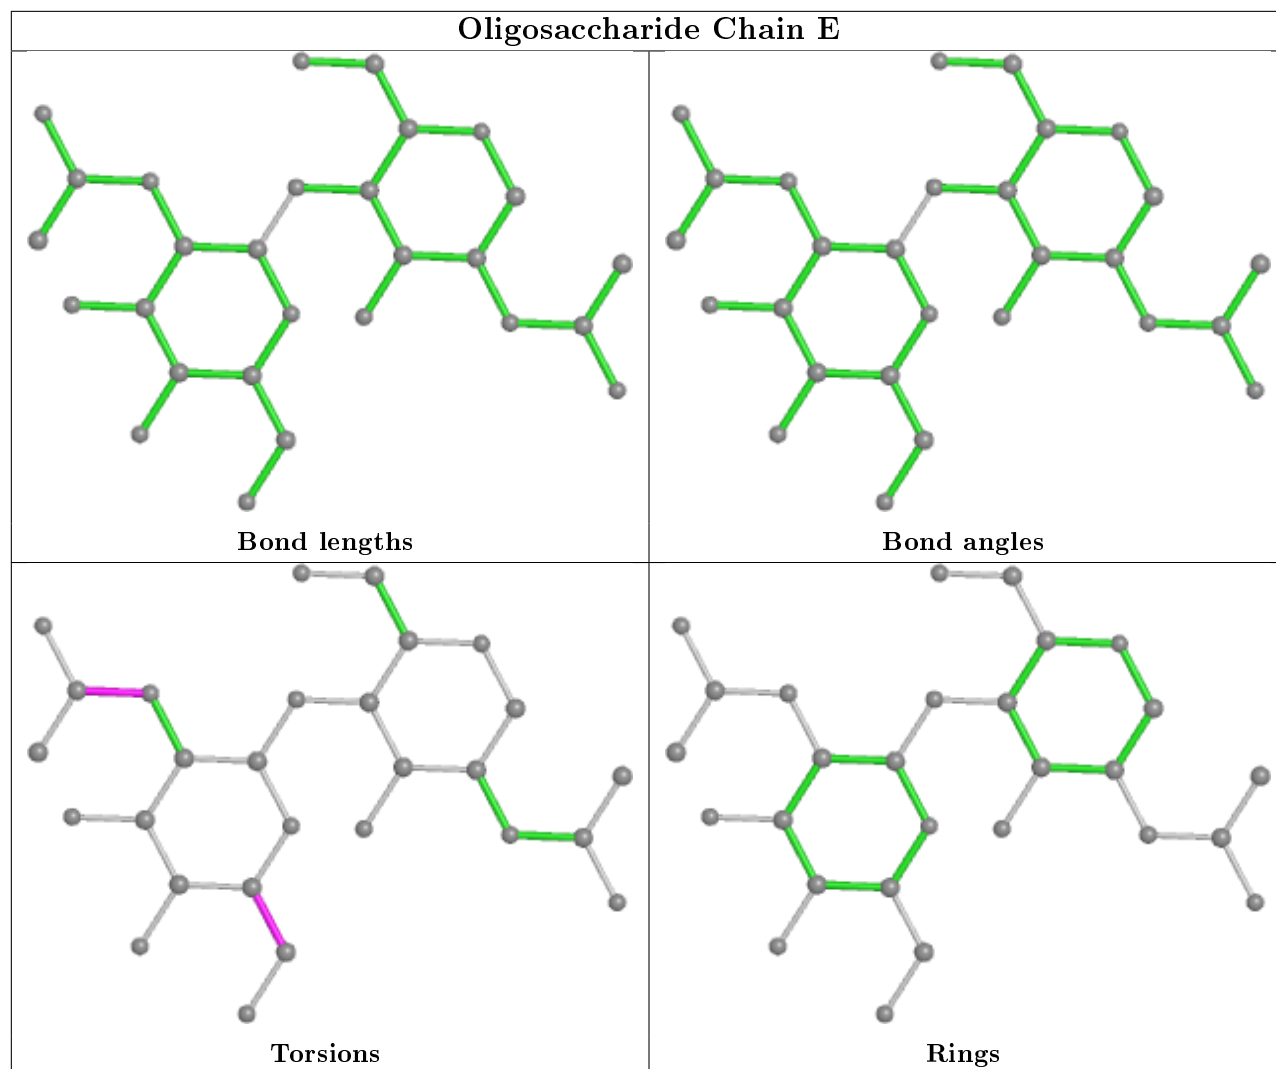 Oligosaccharide Chain E
Bond lengths
Bond angles
Torsions
Rings